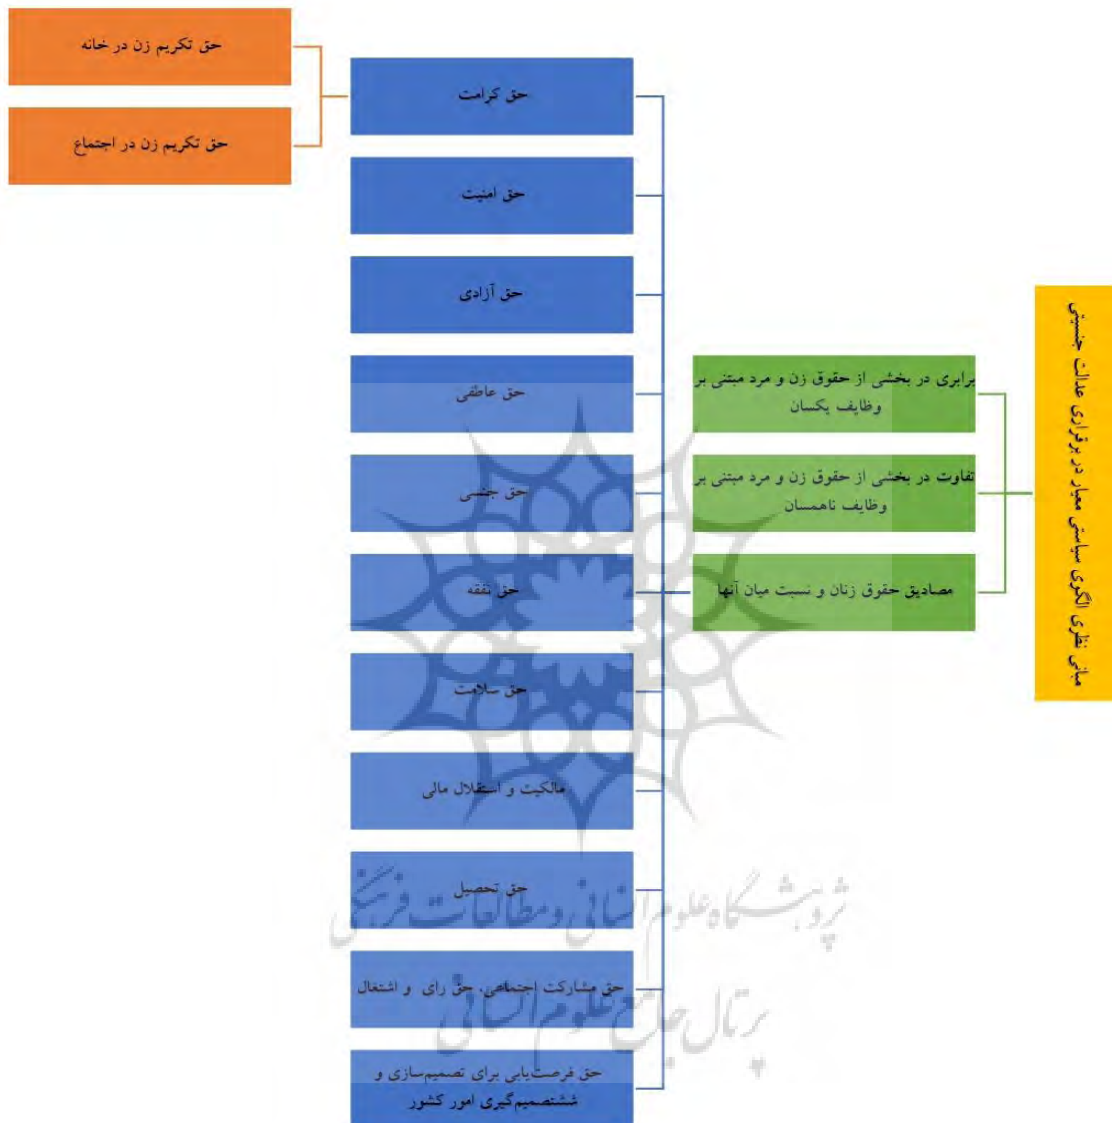 مبانی نظری الگوی سیاستی معیار در برقراری عدالت جنسیتی
برابری در بخشی از حقوق زن و مرد مبتنی بر
وظایف یکسان
تفاوت در بخشی از حقوق زن و مرد مبتنی بر
وظایف ناهمسان
مصادیق حقوق زنان و نسبت میان آنها
حق کرامت
حق امنیت
حق آزادی
حق عاطفی
حق جنسی
حق نفقه
حق سلامت
مالکیت و استقلال مالی
حق تحصیل
حق مشارکت اجتماعی، حق رای و اشتغال
حق فرصت‌یابی برای تصمیم‌سازی و
ششتصمیم‌گیری امور کشور
حق تکریم زن در خانه
حق تکریم زن در اجتماع
پژوهشگاه علوم انسانی و مطالعات فرهنگی
پرتال جامع علوم انسانی